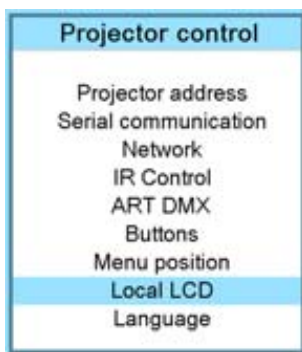 Projector control
Projector address
Serial communication
Network
IR Control
ART DMX
Buttons
Menu position
Local LCD
Language